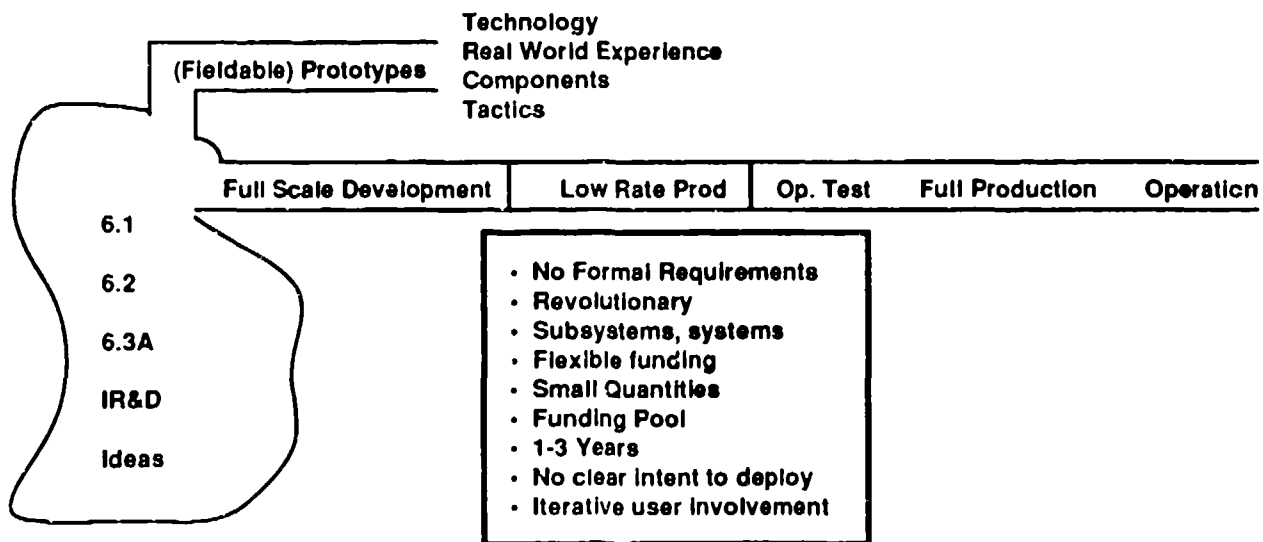 Technology
Real World Experience
(Fieldable) Prototypes
Components
Tactics
Full Scale Development Low Rate Prod Op. Test Full Production Operation
6.1
6.2
6.3A
IR&D
Ideas
• No Formal Requirements
• Revolutionary
• Subsystems, systems
• Flexible funding
• Small Quantities
• Funding Pool
• 1-3 Years
• No clear intent to deploy
• Iterative user involvement